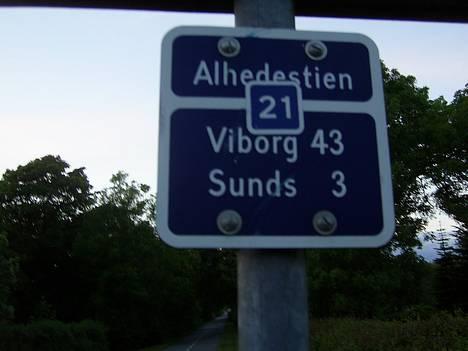 Alhedestien
21
Viborg 43
Sunds 3